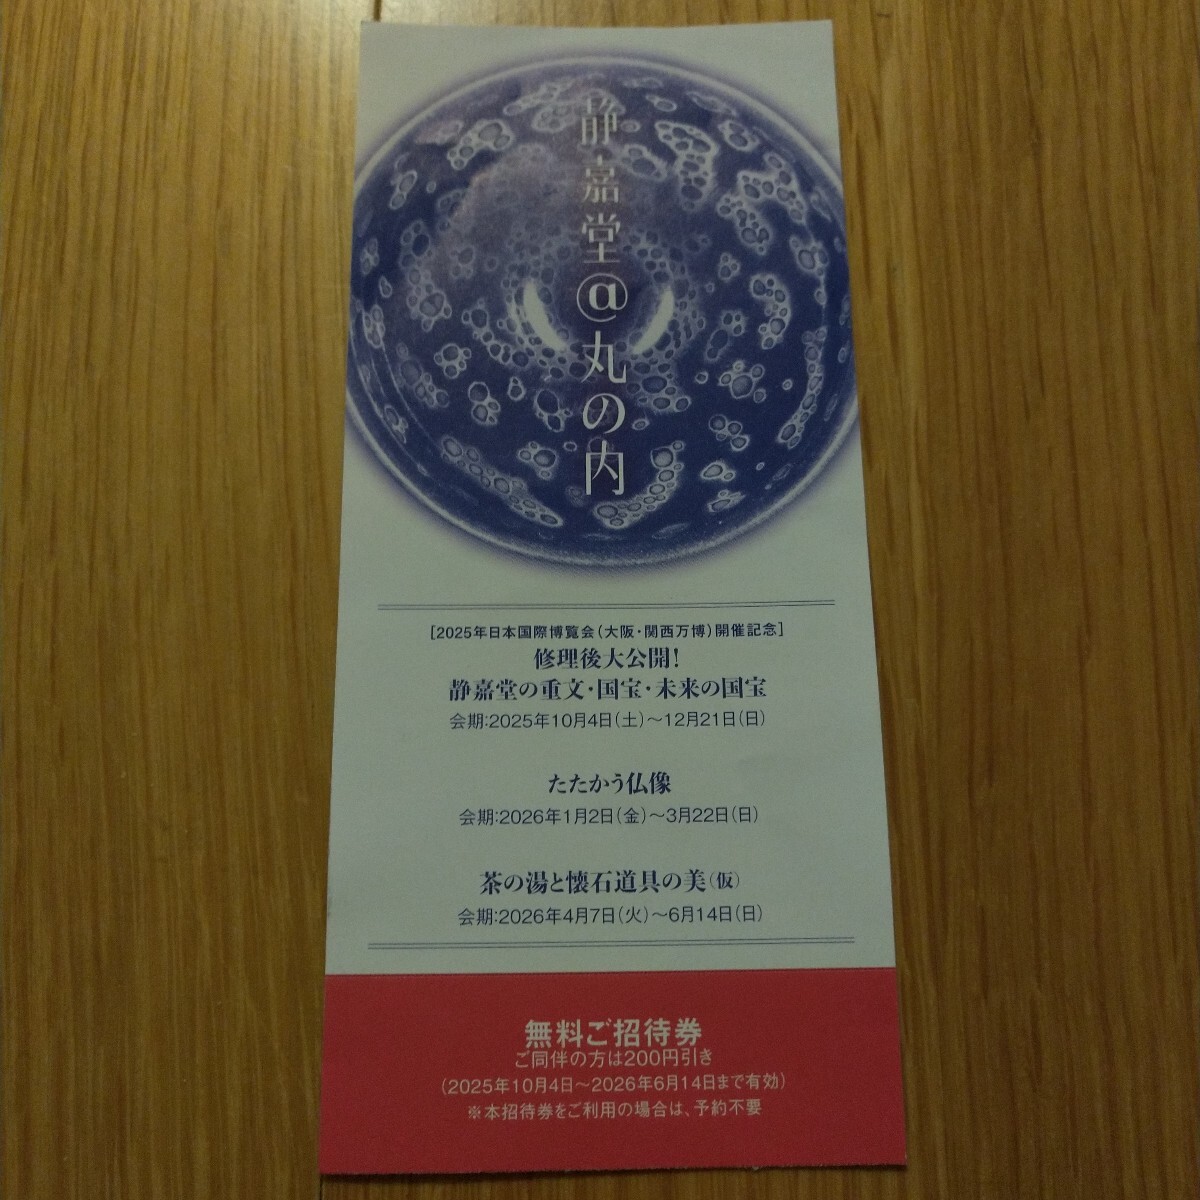 静嘉堂@丸の内
[2025年日本国際博覧会(大阪・関西万博)開催記念]
修理後大公開!
静嘉堂の重文・国宝・未来の国宝
会期:2025年10月4日(土)～12月21日(日)
たたかう仏像
会期:2026年1月2日(金)～3月22日(日)
茶の湯と懐石道具の美(仮)
会期:2026年4月7日(火)～6月14日(日)
無料ご招待券
ご同伴の方は200円引き
(2025年10月4日～2026年6月14日まで有効)
※本招待券をご利用の場合は、予約不要